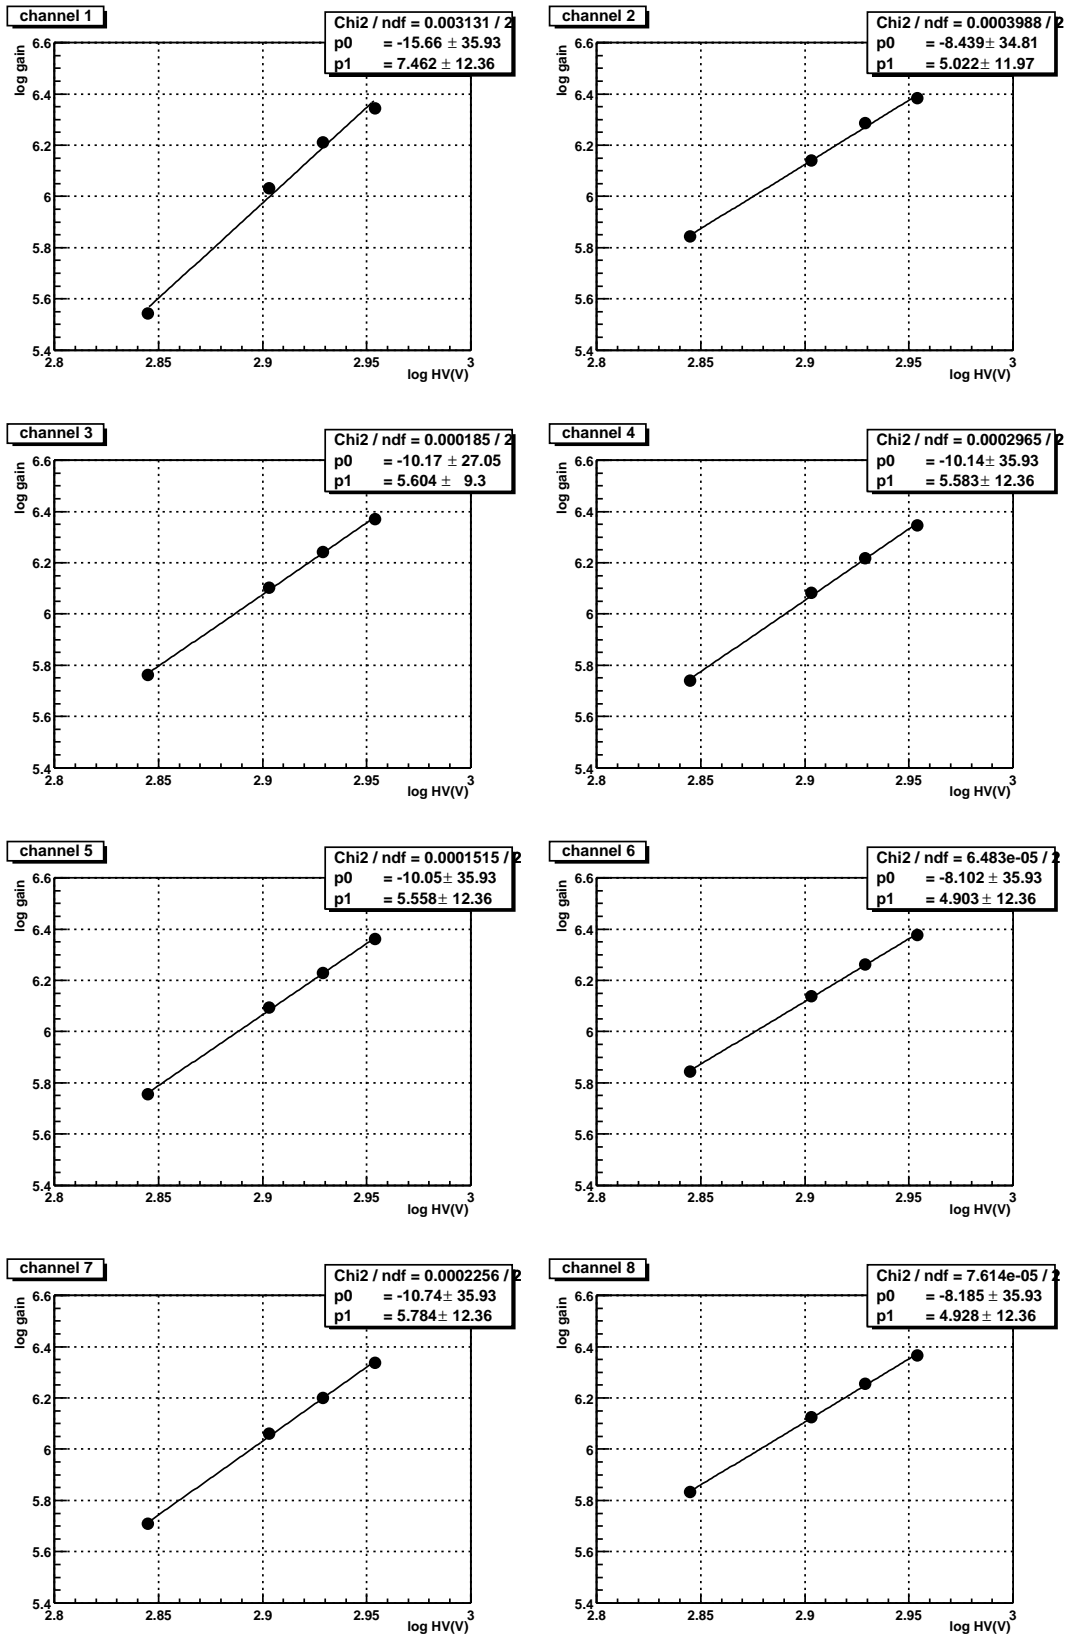 channel 1
Chi2 / ndf = 0.003131 / 2
p0 = -15.66 ± 35.93
p1 = 7.462 ± 12.36
log gain
6.6
6.4
6.2
6
5.8
5.6
5.4
2.8 2.85 2.9 2.95 3
log HV(V)
channel 2
Chi2 / ndf = 0.0003988 / 2
p0 = -8.439 ± 34.81
p1 = 5.022 ± 11.97
log gain
6.6
6.4
6.2
6
5.8
5.6
5.4
2.8 2.85 2.9 2.95 3
log HV(V)
channel 3
Chi2 / ndf = 0.000185 / 2
p0 = -10.17 ± 27.05
p1 = 5.604 ± 9.3
log gain
6.6
6.4
6.2
6
5.8
5.6
5.4
2.8 2.85 2.9 2.95 3
log HV(V)
channel 4
Chi2 / ndf = 0.0002965 / 2
p0 = -10.14 ± 35.93
p1 = 5.583 ± 12.36
log gain
6.6
6.4
6.2
6
5.8
5.6
5.4
2.8 2.85 2.9 2.95 3
log HV(V)
channel 5
Chi2 / ndf = 0.0001515 / 2
p0 = -10.05 ± 35.93
p1 = 5.558 ± 12.36
log gain
6.6
6.4
6.2
6
5.8
5.6
5.4
2.8 2.85 2.9 2.95 3
log HV(V)
channel 6
Chi2 / ndf = 6.483e-05 / 2
p0 = -8.102 ± 35.93
p1 = 4.903 ± 12.36
log gain
6.6
6.4
6.2
6
5.8
5.6
5.4
2.8 2.85 2.9 2.95 3
log HV(V)
channel 7
Chi2 / ndf = 0.0002256 / 2
p0 = -10.74 ± 35.93
p1 = 5.784 ± 12.36
log gain
6.6
6.4
6.2
6
5.8
5.6
5.4
2.8 2.85 2.9 2.95 3
log HV(V)
channel 8
Chi2 / ndf = 7.614e-05 / 2
p0 = -8.185 ± 35.93
p1 = 4.928 ± 12.36
log gain
6.6
6.4
6.2
6
5.8
5.6
5.4
2.8 2.85 2.9 2.95 3
log HV(V)